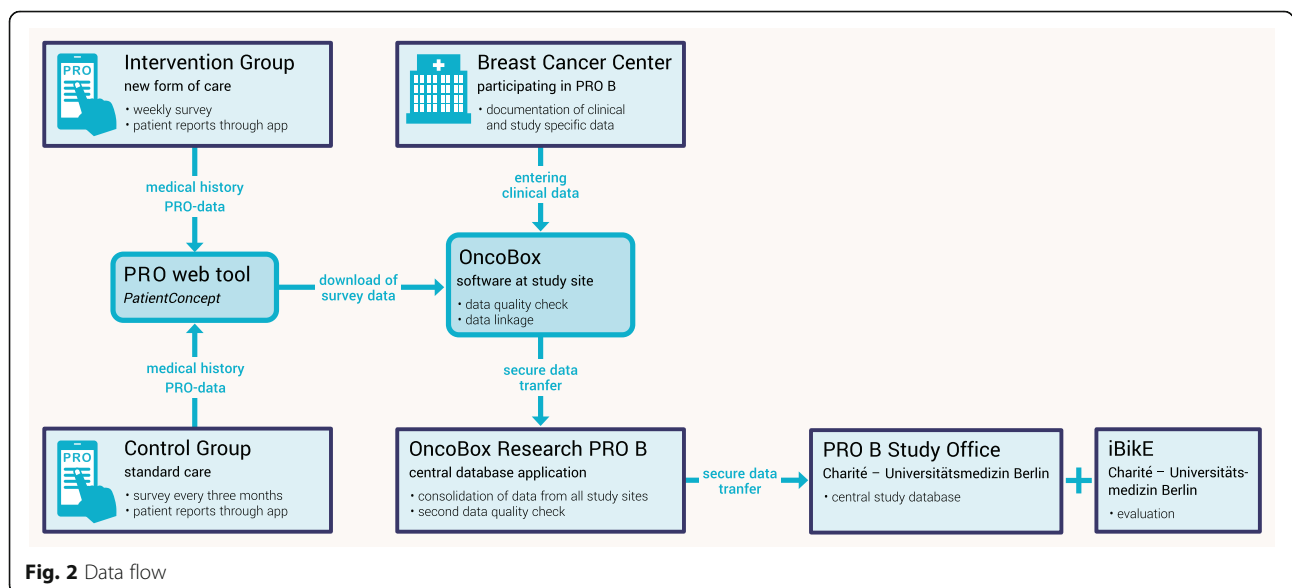 PRO
Intervention Group
new form of care
• weekly survey
• patient reports through app
Breast Cancer Center
participating in PRO B
• documentation of clinical
and study specific data
medical history
PRO-data
entering
clinical data
PRO web tool
PatientConcept
download of
survey data
OncoBox
software at study site
• data quality check
• data linkage
medical history
PRO-data
secure data
tranfer
PRO
Control Group
standard care
• survey every three months
• patient reports through app
OncoBox Research PRO B
central database application
• consolidation of data from all study sites
• second data quality check
secure data
tranfer
PRO B Study Office
Charité – Universitätsmedizin Berlin
• central study database
+
iBikE
Charité – Universitäts-
medizin Berlin
• evaluation
Fig. 2 Data flow